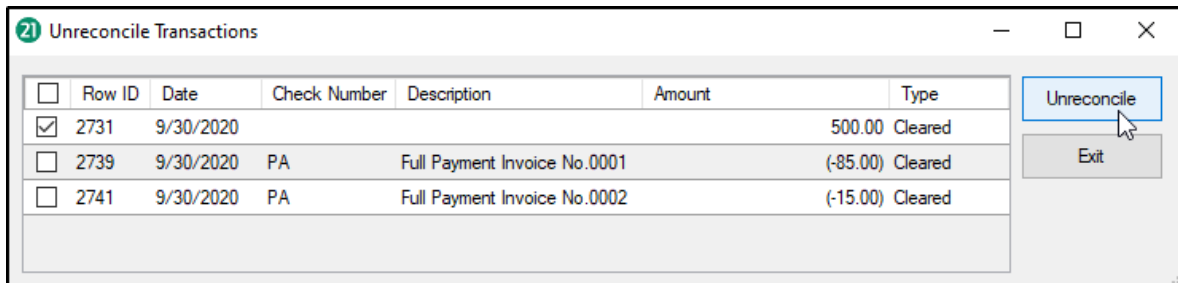 21 Unreconcile Transactions
Row ID Date Check Number Description Amount Type
2731 9/30/2020 500.00 Cleared
2739 9/30/2020 PA Full Payment Invoice No.0001 (-85.00) Cleared
2741 9/30/2020 PA Full Payment Invoice No.0002 (-15.00) Cleared
Unreconcile
Exit